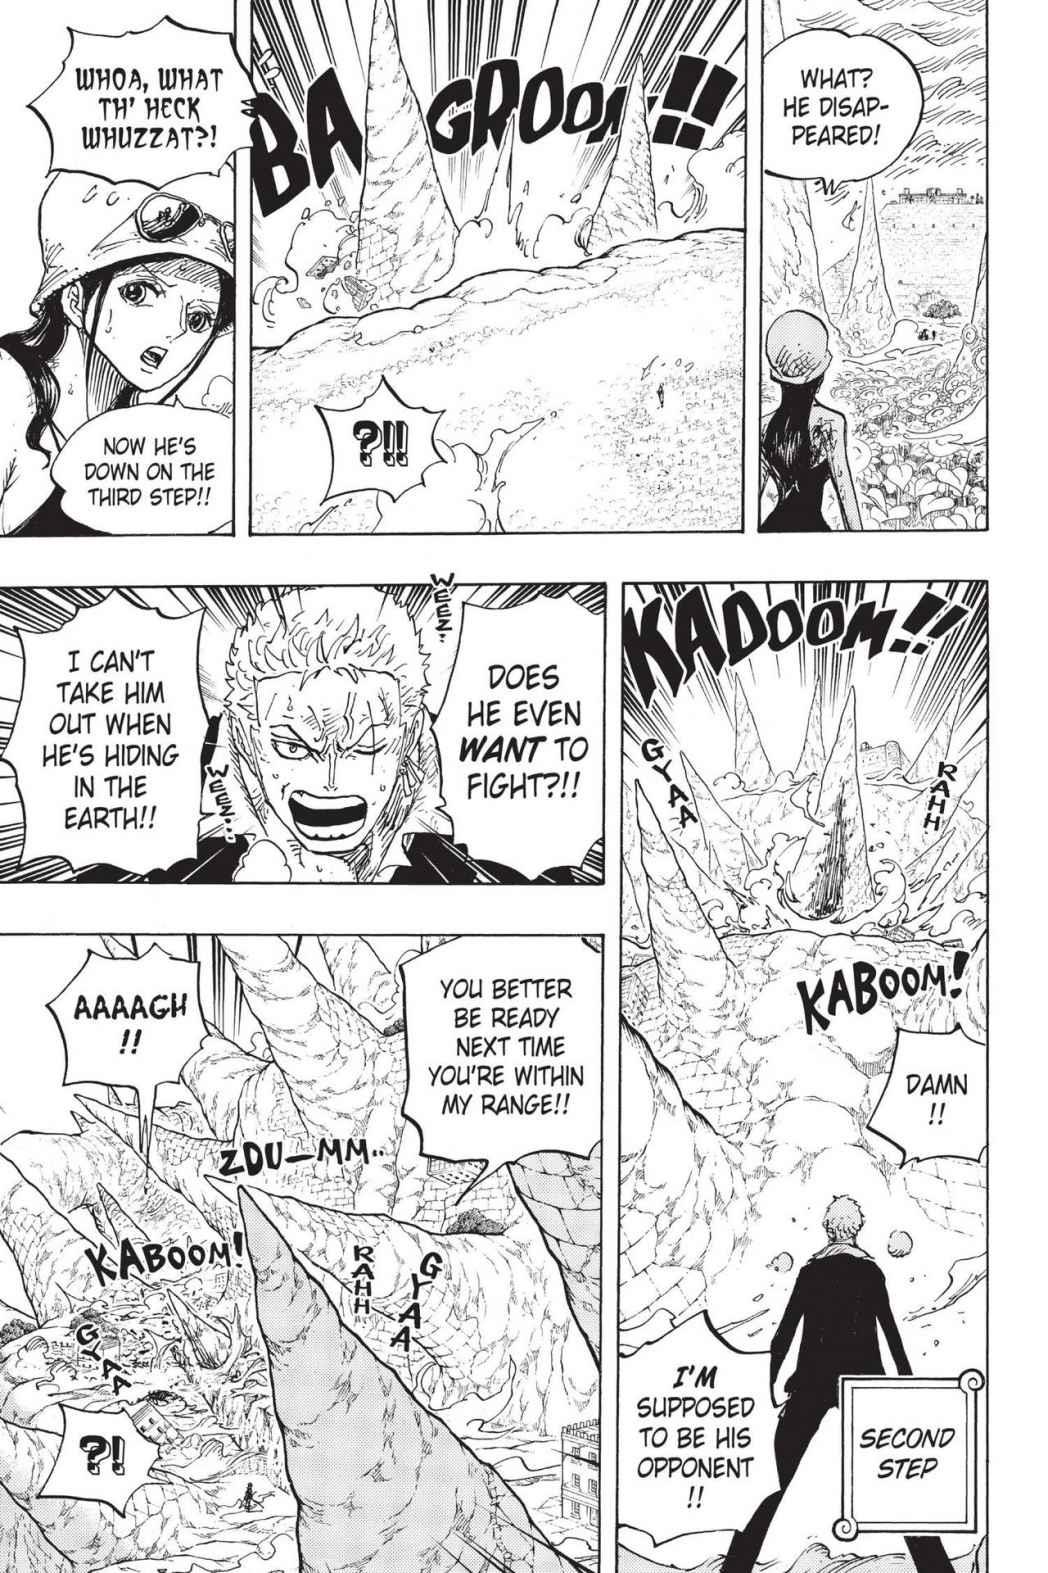 WHAT?
HE DISAP-
PEARED!
BA GROOM!!
?!!
WHOA, WHAT
TH' HECK
WHUZZAT?!
NOW HE'S
DOWN ON THE
THIRD STEP!!
KADOOM!!
GYAA
RAHH
KABOOM!
DAMN
!!
I'M
SUPPOSED
TO BE HIS
OPPONENT
!!
SECOND
STEP
DOES
HE EVEN
WANT TO
FIGHT?!!
WEEZ..
WEEZ..
I CAN'T
TAKE HIM
OUT WHEN
HE'S HIDING
IN THE
EARTH!!
YOU BETTER
BE READY
NEXT TIME
YOU'RE WITHIN
MY RANGE!!
AAAAGH
!!
ZDU—MM..
KABOOM!
RAHH
GYAA
GYAA
?!